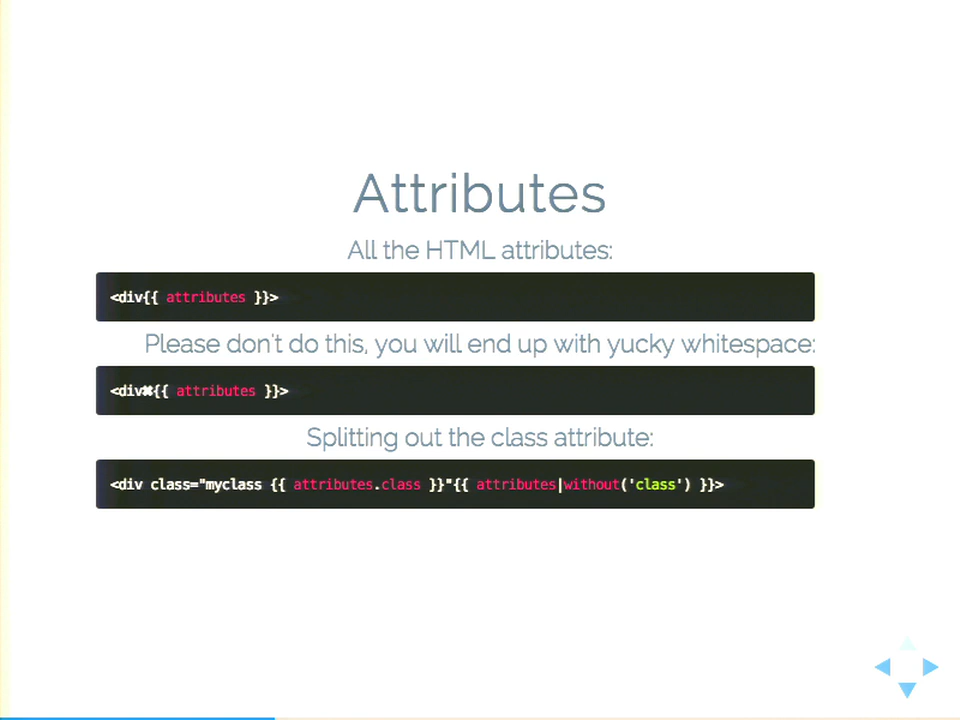 Attributes
All the HTML attributes:
<div{{ attributes }}>
Please don't do this, you will end up with yucky whitespace:
<div✖{{ attributes }}>
Splitting out the class attribute:
<div class="myclass {{ attributes.class }}"{{ attributes|without('class') }}>